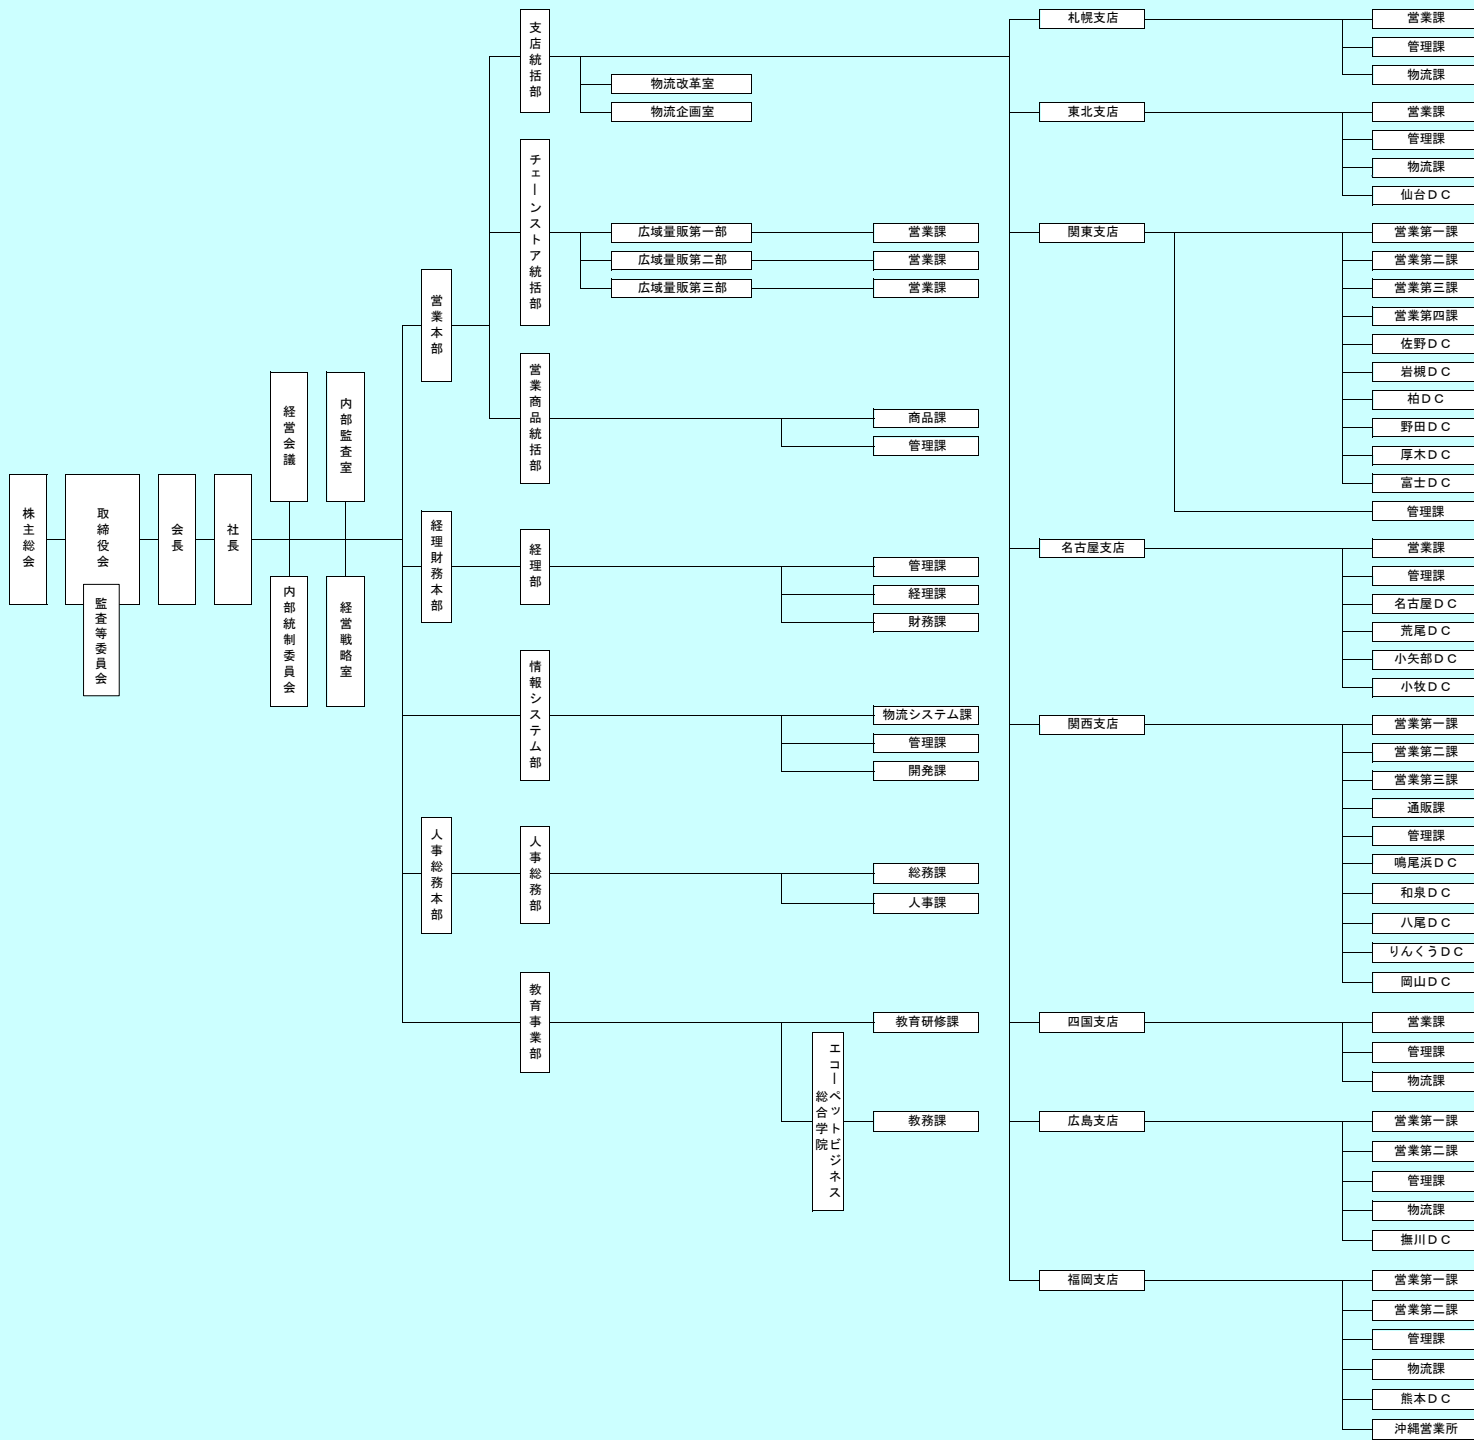 株主総会
取締役会
監査等委員会
会長
社長
経営会議
内部監査室
内部統制委員会
経営戦略室
営業本部
支店統括部
物流改革室
物流企画室
チェーンストア統括部
広域量販第一部
営業課
広域量販第二部
営業課
広域量販第三部
営業課
営業商品統括部
商品課
管理課
経理財務本部
経理部
管理課
経理課
財務課
情報システム部
物流システム課
管理課
開発課
人事総務本部
人事総務部
総務課
人事課
教育事業部
教育研修課
エコーペットビジネス
総合学院
教務課
札幌支店
営業課
管理課
物流課
東北支店
営業課
管理課
物流課
仙台ＤＣ
関東支店
営業第一課
営業第二課
営業第三課
営業第四課
佐野ＤＣ
岩槻ＤＣ
柏ＤＣ
野田ＤＣ
厚木ＤＣ
富士ＤＣ
管理課
名古屋支店
営業課
管理課
名古屋ＤＣ
荒尾ＤＣ
小矢部ＤＣ
小牧ＤＣ
関西支店
営業第一課
営業第二課
営業第三課
通販課
管理課
鳴尾浜ＤＣ
和泉ＤＣ
八尾ＤＣ
りんくうＤＣ
岡山ＤＣ
四国支店
営業課
管理課
物流課
広島支店
営業第一課
営業第二課
管理課
物流課
撫川ＤＣ
福岡支店
営業第一課
営業第二課
管理課
物流課
熊本ＤＣ
沖縄営業所